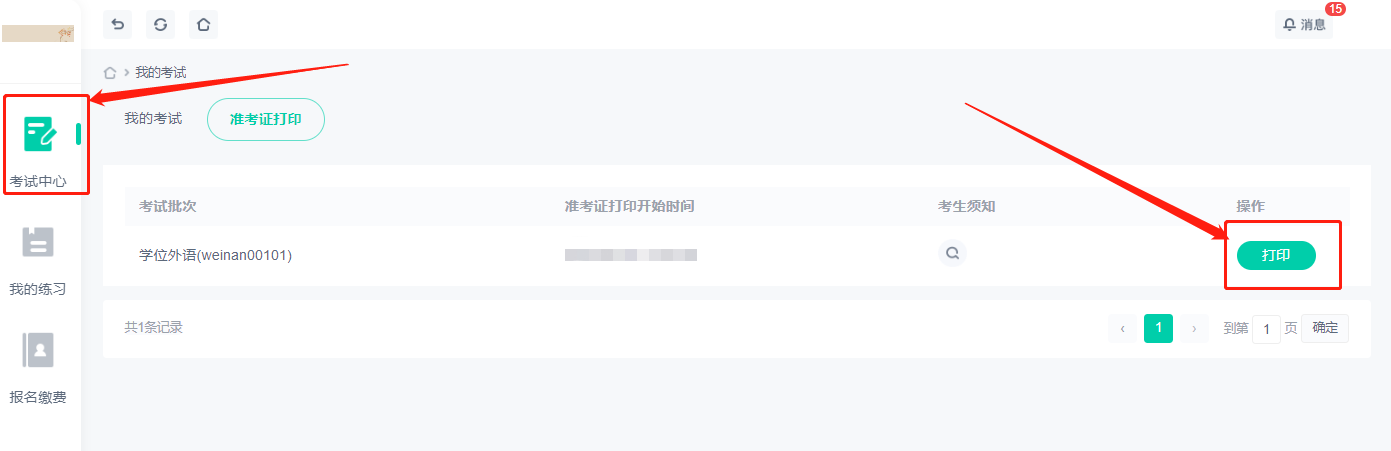 消息
15
我的考试
我的考试 准考证打印
考试中心
考试批次 准考证打印开始时间 考生须知 操作
学位外语(weinan00101) 打印
我的练习
共1条记录 ‹ 1 › 到第 1 页 确定
报名缴费